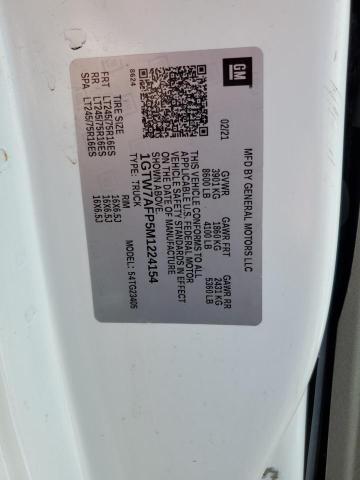 GM
MFD BY GENERAL MOTORS LLC
02/21
GVWR
3901 KG
8600 LB
GAWR FRT
1860 KG
4100 LB
GAWR RR
2431 KG
5360 LB
THIS VEHICLE CONFORMS TO ALL
APPLICABLE U.S. FEDERAL MOTOR
VEHICLE SAFETY STANDARDS IN EFFECT
ON THE DATE OF MANUFACTURE
SHOWN ABOVE.
1GTW7AFP5M1224154
TYPE: TRUCK
S4TG23405
8624
TIRE SIZE RIM
FRT LT245/75R16ES 16X6.5J
RR LT245/75R16ES 16X6.5J
SPA LT245/75R16ES 16X6.5J